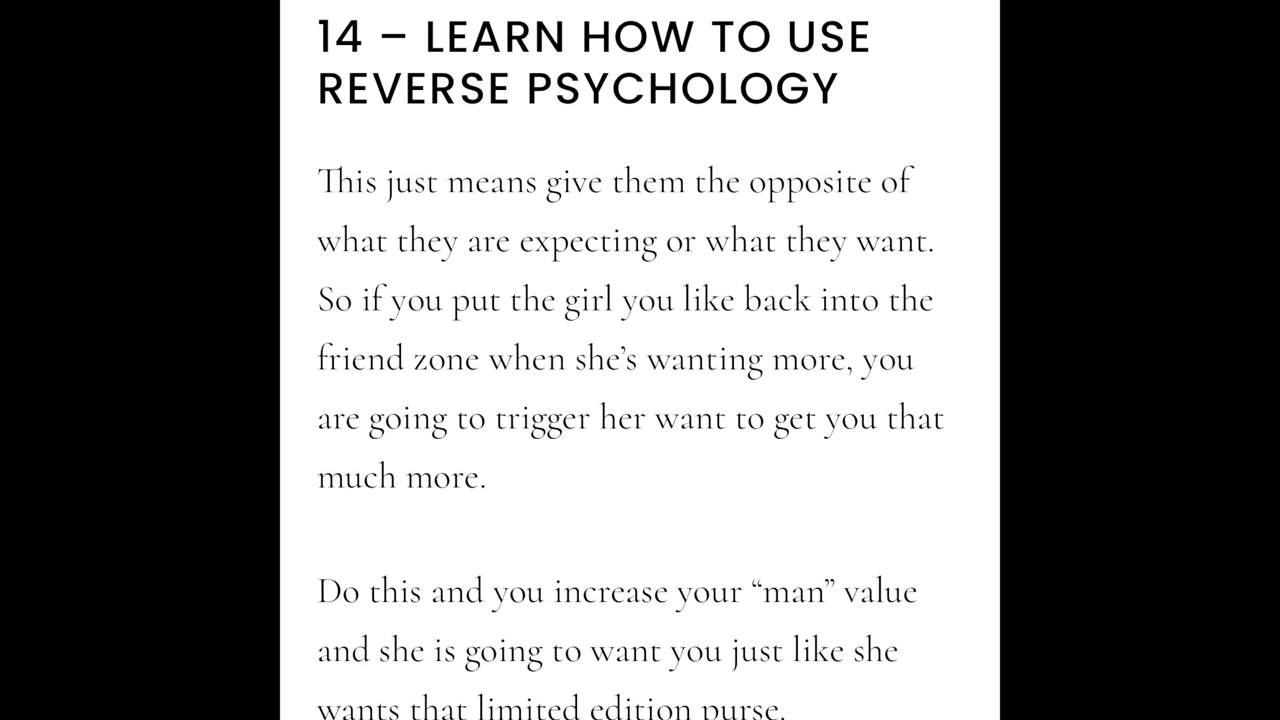 14 – LEARN HOW TO USE
REVERSE PSYCHOLOGY
This just means give them the opposite of
what they are expecting or what they want.
So if you put the girl you like back into the
friend zone when she’s wanting more, you
are going to trigger her want to get you that
much more.
Do this and you increase your “man” value
and she is going to want you just like she
wants that limited edition purse.